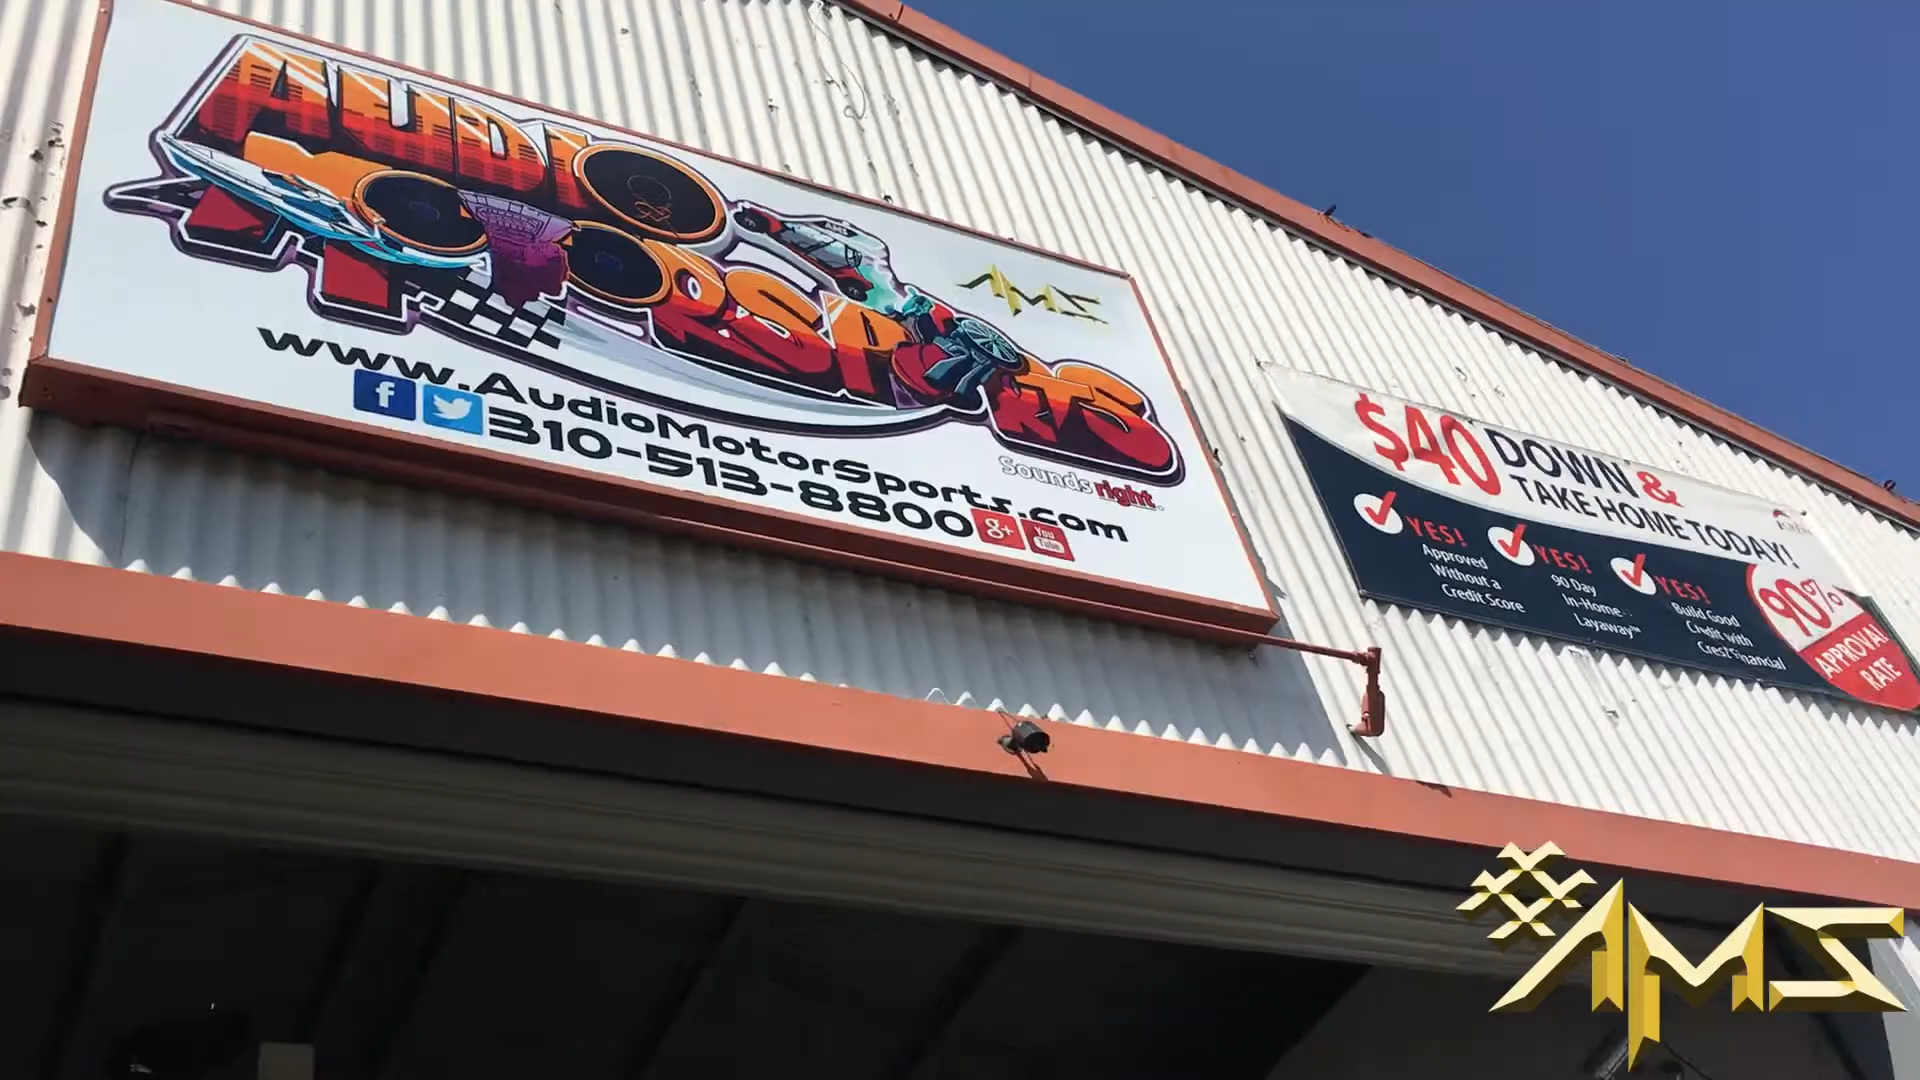 AUDIO
MOTORSPORTS
AMS
AMS
www.AudioMotorSports.com
310-513-8800
Sounds right.
f
g+
You
Tube
$40 DOWN &
TAKE HOME TODAY!
YES!
Approved
Without a
Credit Score
YES!
90 Day
In-Home
Layaway™
YES!
Build Good
Credit with
Crest Financial
90%
APPROVAL
RATE
AMS